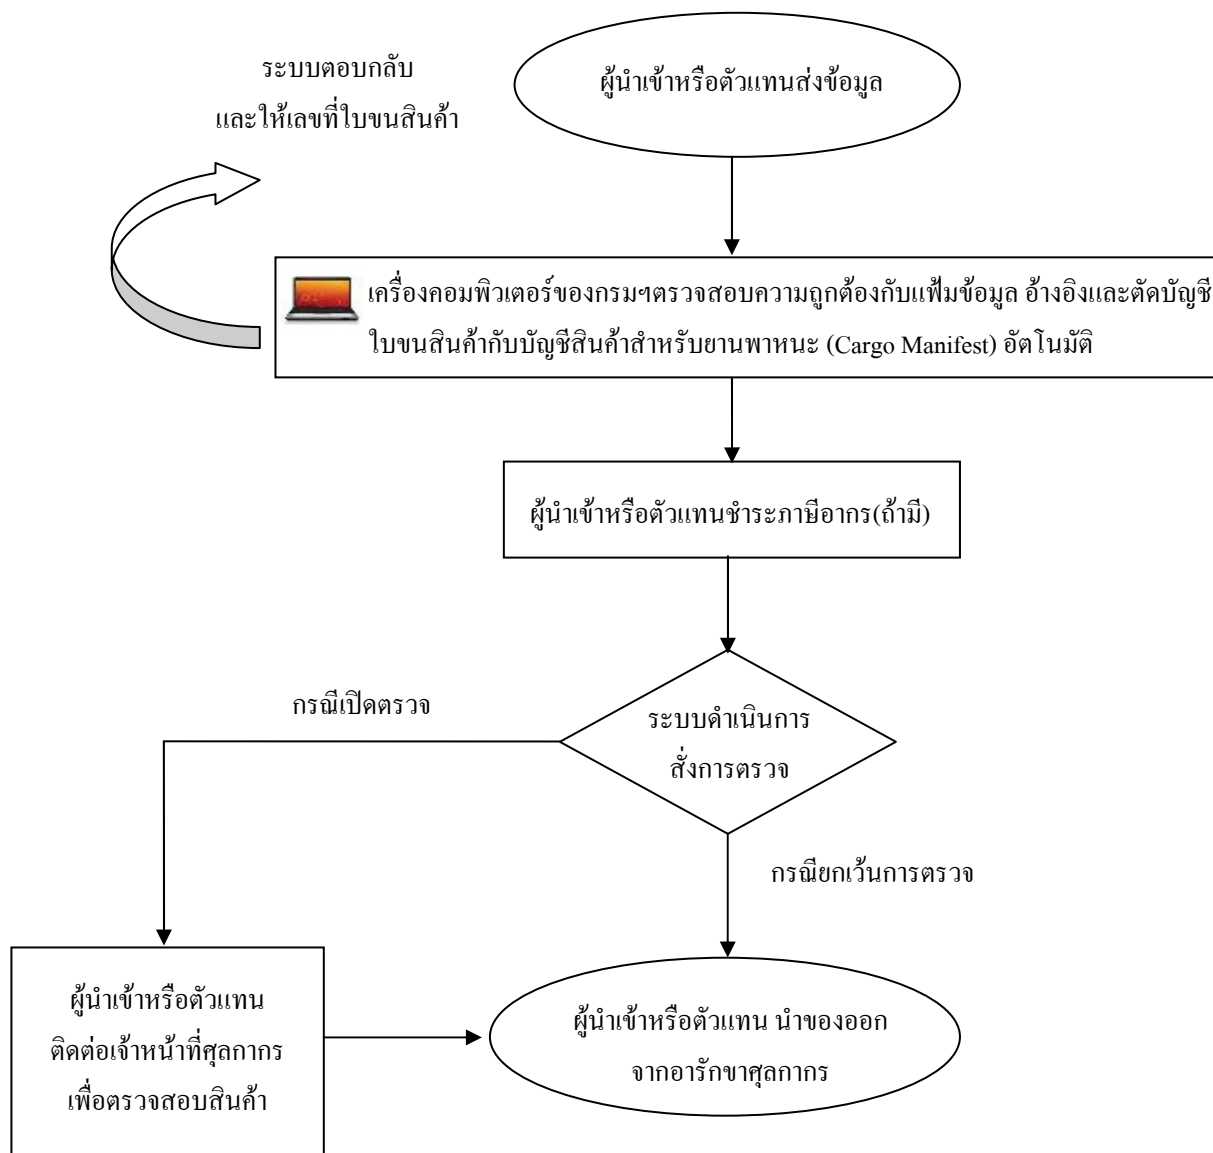 ระบบตอบกลับ
และให้เลขที่ใบขนสินค้า
ผู้นำเข้าหรือตัวแทนส่งข้อมูล
เครื่องคอมพิวเตอร์ของกรมฯตรวจสอบความถูกต้องกับแฟ้มข้อมูล อ้างอิงและตัดบัญชี
ใบขนสินค้ากับบัญชีสินค้าสำหรับยานพาหนะ (Cargo Manifest) อัตโนมัติ
ผู้นำเข้าหรือตัวแทนชำระภาษีอากร(ถ้ามี)
กรณีเปิดตรวจ
ระบบดำเนินการ
สั่งการตรวจ
กรณียกเว้นการตรวจ
ผู้นำเข้าหรือตัวแทน
ติดต่อเจ้าหน้าที่ศุลกากร
เพื่อตรวจสอบสินค้า
ผู้นำเข้าหรือตัวแทน นำของออก
จากอารักขาศุลกากร